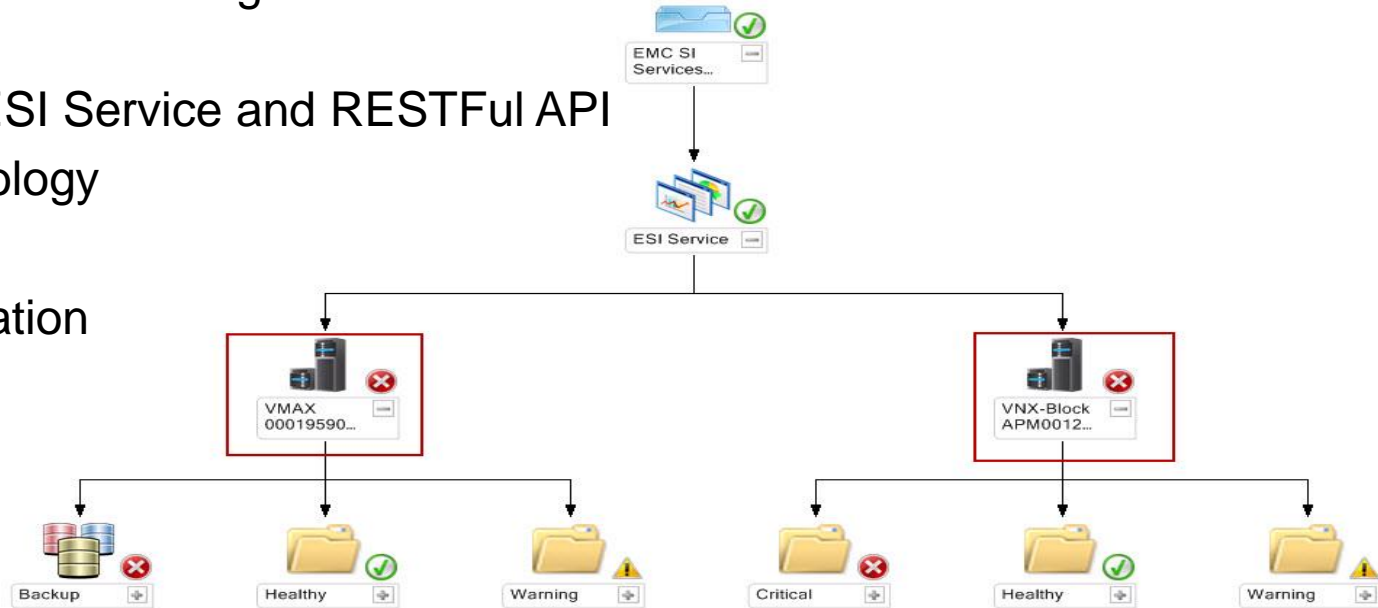 EMC SI
Services...
ESI Service and RESTFul API
ology
ESI Service
ation
VMAX
00019590...
VNX-Block
APM0012...
Backup
Healthy
Warning
Critical
Healthy
Warning